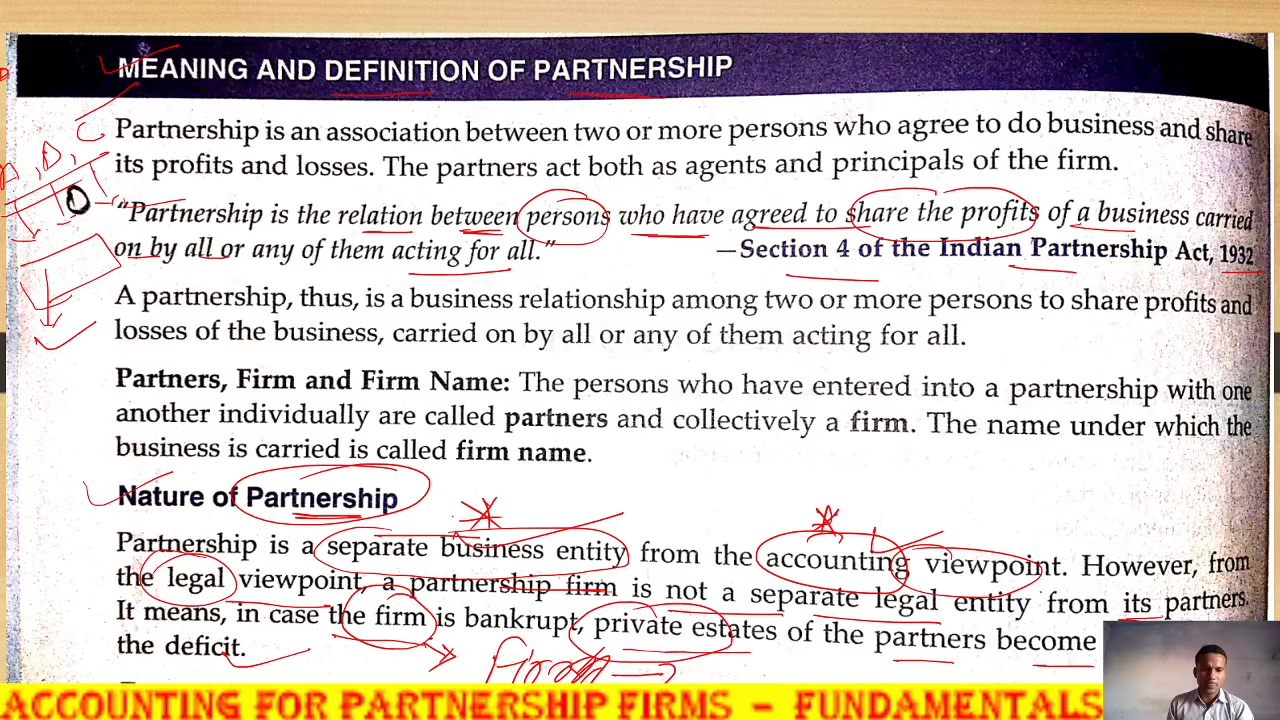 MEANING AND DEFINITION OF PARTNERSHIP
Partnership is an association between two or more persons who agree to do business and share
its profits and losses. The partners act both as agents and principals of the firm.
"Partnership is the relation between persons who have agreed to share the profits of a business carried
on by all or any of them acting for all." —Section 4 of the Indian Partnership Act, 1932
A partnership, thus, is a business relationship among two or more persons to share profits and
losses of the business, carried on by all or any of them acting for all.
Partners, Firm and Firm Name: The persons who have entered into a partnership with one
another individually are called partners and collectively a firm. The name under which the
business is carried is called firm name.
Nature of Partnership
Partnership is a separate business entity from the accounting viewpoint. However, from
the legal viewpoint, a partnership firm is not a separate legal entity from its partners.
It means, in case the firm is bankrupt, private estates of the partners become
the deficit.
ACCOUNTING FOR PARTNERSHIP FIRMS - FUNDAMENTALS